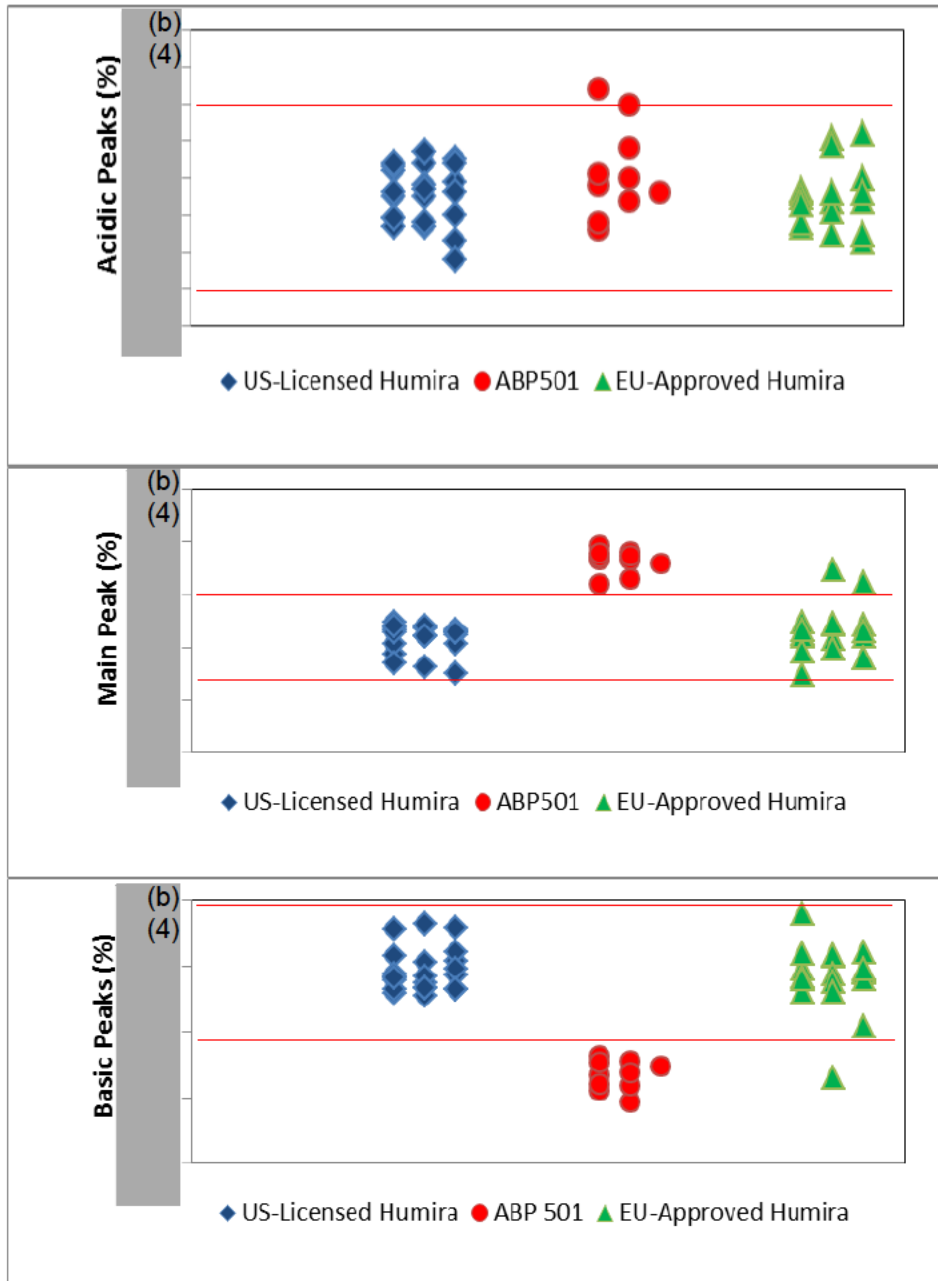 (b)
(4)
Acidic Peaks (%)
US-Licensed Humira ABP501 EU-Approved Humira
(b)
(4)
Main Peak (%)
US-Licensed Humira ABP501 EU-Approved Humira
(b)
(4)
Basic Peaks (%)
US-Licensed Humira ABP 501 EU-Approved Humira